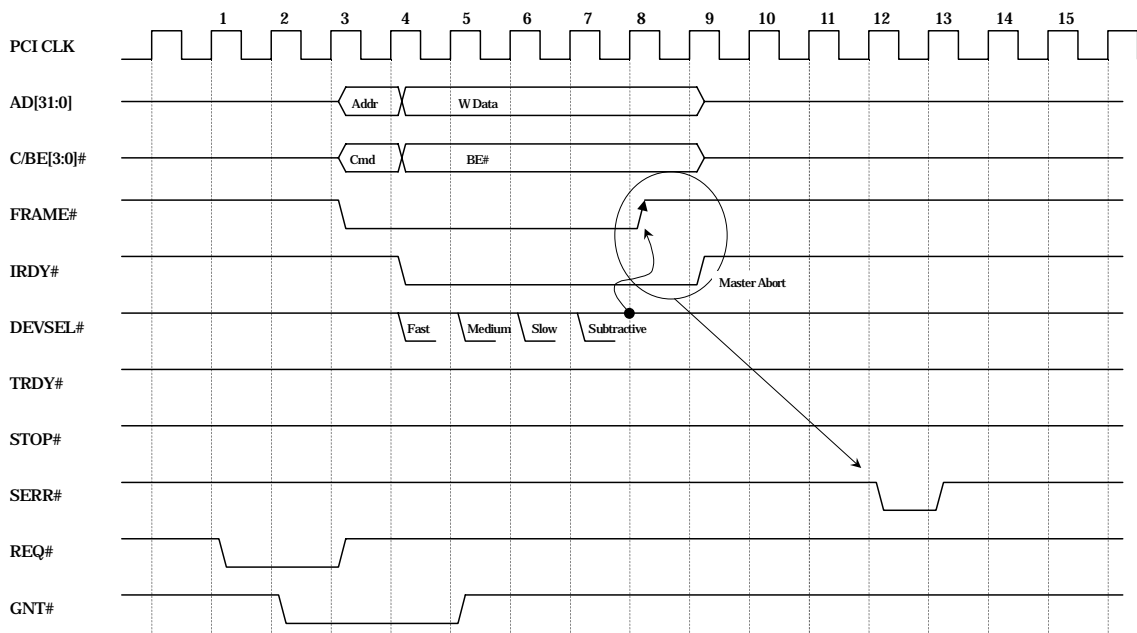 1 2 3 4 5 6 7 8 9 10 11 12 13 14 15
PCI CLK
AD[31:0] Addr W Data
C/BE[3:0]# Cmd BE#
FRAME#
IRDY#
Master Abort
DEVSEL# Fast Medium Slow Subtractive
TRDY#
STOP#
SERR#
REQ#
GNT#